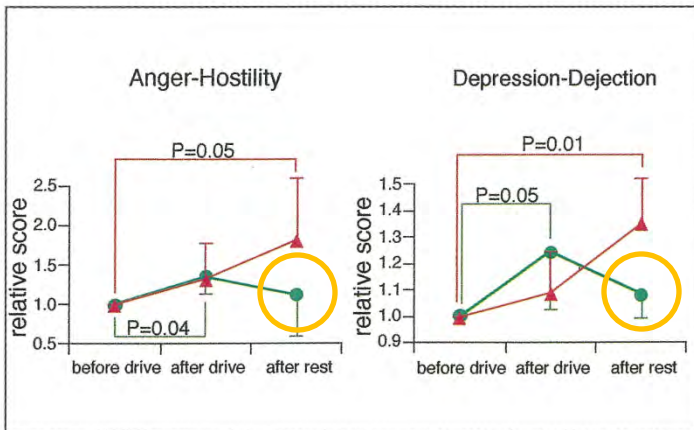 Anger-Hostility
P=0.05
2.5
2.0
1.5
1.0
0.5
relative score
P=0.04
before drive after drive after rest
Depression-Dejection
P=0.01
P=0.05
1.5
1.4
1.3
1.2
1.1
1.0
0.9
relative score
before drive after drive after rest